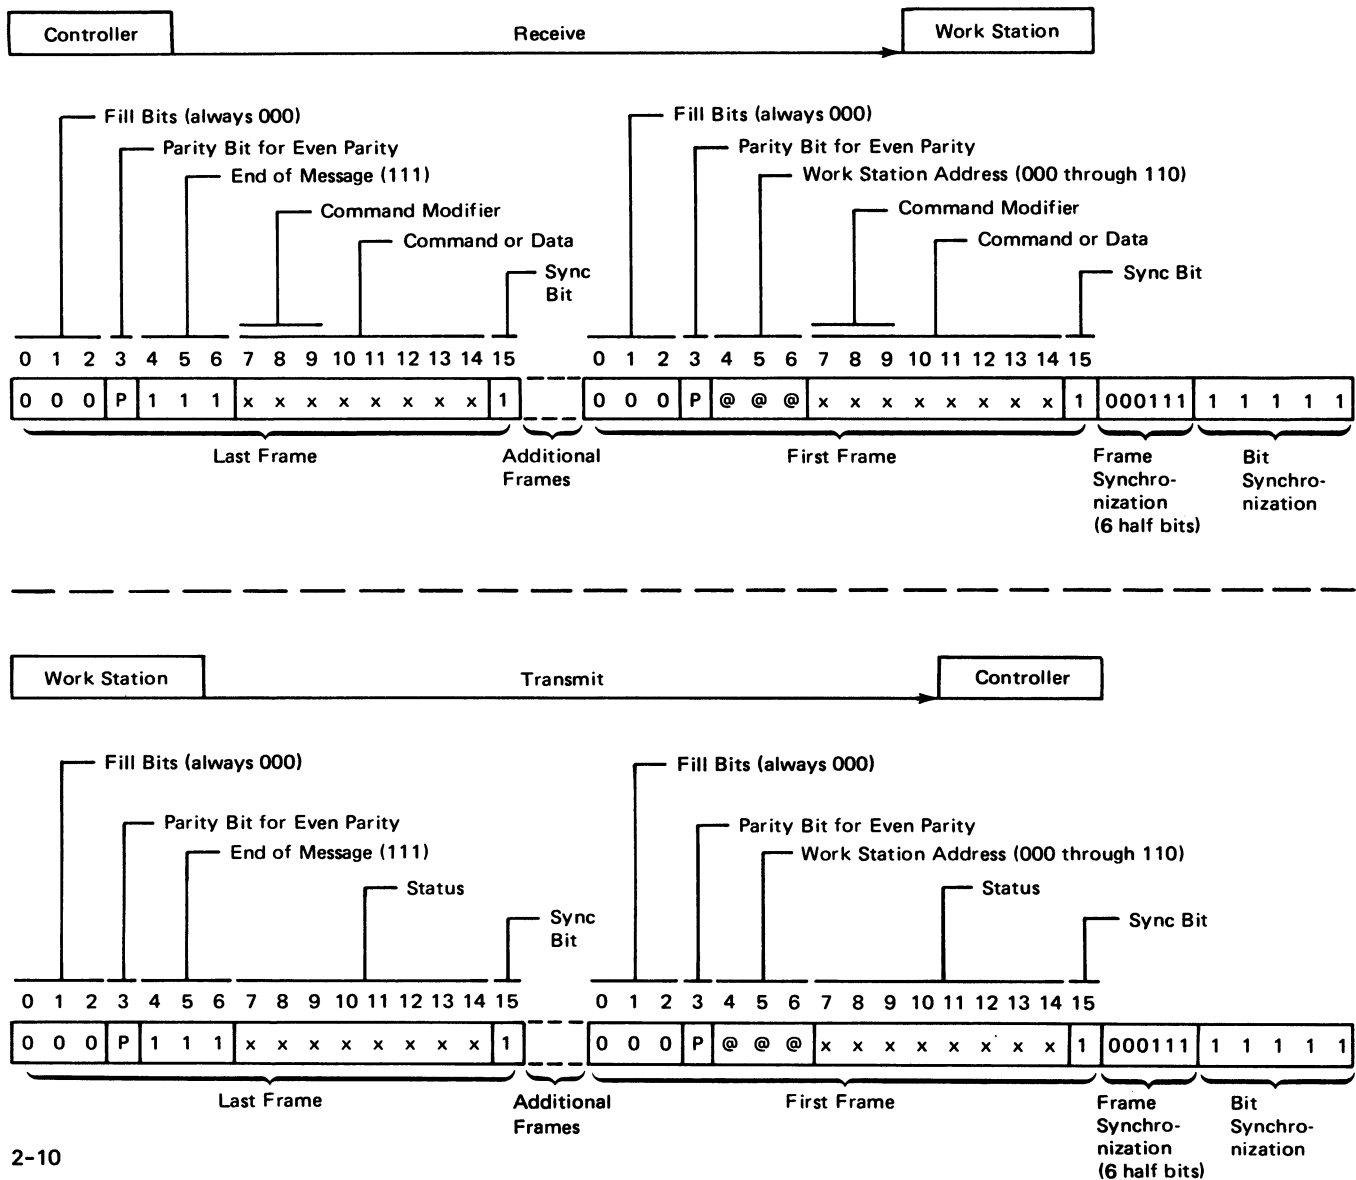 Controller
Receive
Work Station
Fill Bits (always 000)
Parity Bit for Even Parity
End of Message (111)
Command Modifier
Command or Data
Sync
Bit
Fill Bits (always 000)
Parity Bit for Even Parity
Work Station Address (000 through 110)
Command Modifier
Command or Data
Sync Bit
0 1 2 3 4 5 6 7 8 9 10 11 12 13 14 15
0 1 2 3 4 5 6 7 8 9 10 11 12 13 14 15
0 0 0 P 1 1 1 x x x x x x x x 1
0 0 0 P @ @ @ x x x x x x x x 1 000111 1 1 1 1 1
Last Frame
Additional
Frames
First Frame
Frame
Synchro-
nization
(6 half bits)
Bit
Synchro-
nization
Work Station
Transmit
Controller
Fill Bits (always 000)
Parity Bit for Even Parity
End of Message (111)
Status
Sync
Bit
Fill Bits (always 000)
Parity Bit for Even Parity
Work Station Address (000 through 110)
Status
Sync Bit
0 1 2 3 4 5 6 7 8 9 10 11 12 13 14 15
0 1 2 3 4 5 6 7 8 9 10 11 12 13 14 15
0 0 0 P 1 1 1 x x x x x x x x 1
0 0 0 P @ @ @ x x x x x x x x 1 000111 1 1 1 1 1
Last Frame
Additional
Frames
First Frame
Frame
Synchro-
nization
(6 half bits)
Bit
Synchro-
nization
2-10